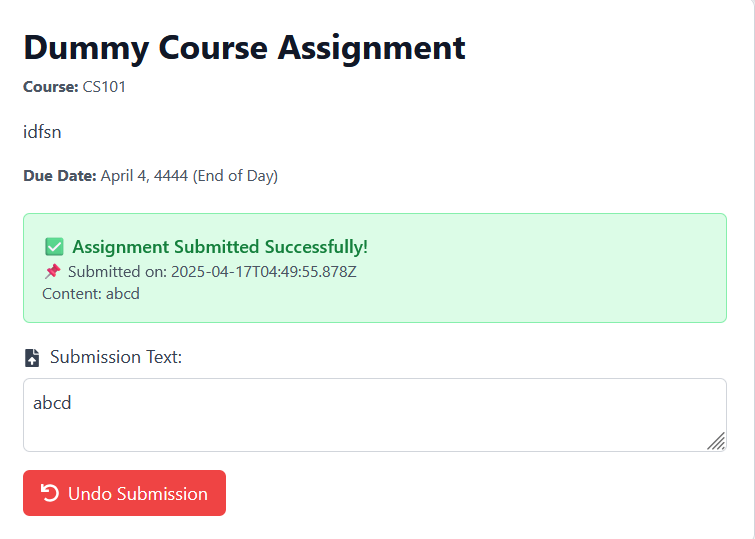 Dummy Course Assignment
Course: CS101
idfsn
Due Date: April 4, 4444 (End of Day)
✅ Assignment Submitted Successfully!
📌 Submitted on: 2025-04-17T04:49:55.878Z
Content: abcd
Submission Text:
abcd
Undo Submission